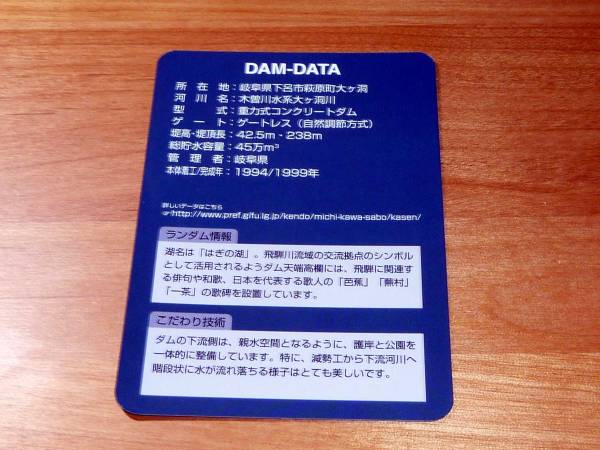 DAM-DATA
所在地：岐阜県下呂市萩原町大ヶ洞
河川名：木曽川水系大ヶ洞川
型式：重力式コンクリートダム
ゲート：ゲートレス（自然調節方式）
堤高・堤頂長：42.5m - 238m
総貯水容量：45万m³
管理者：岐阜県
本体着工/完成年：1994/1999年
詳しいデータはこちら
☞http://www.pref.gifu.lg.jp/kendo/michi-kawa-sabo/kasen/
ランダム情報
湖名は「はぎの湖」。飛騨川流域の交流拠点のシンボル
として活用されるようダム天端高欄には、飛騨に関連す
る俳句や和歌、日本を代表する歌人の「芭蕉」「蕪村」
「一茶」の歌碑を設置しています。
こだわり技術
ダムの下流側は、親水空間となるように、護岸と公園を
一体的に整備しています。特に、減勢工から下流河川へ
階段状に水が流れ落ちる様子はとても美しいです。